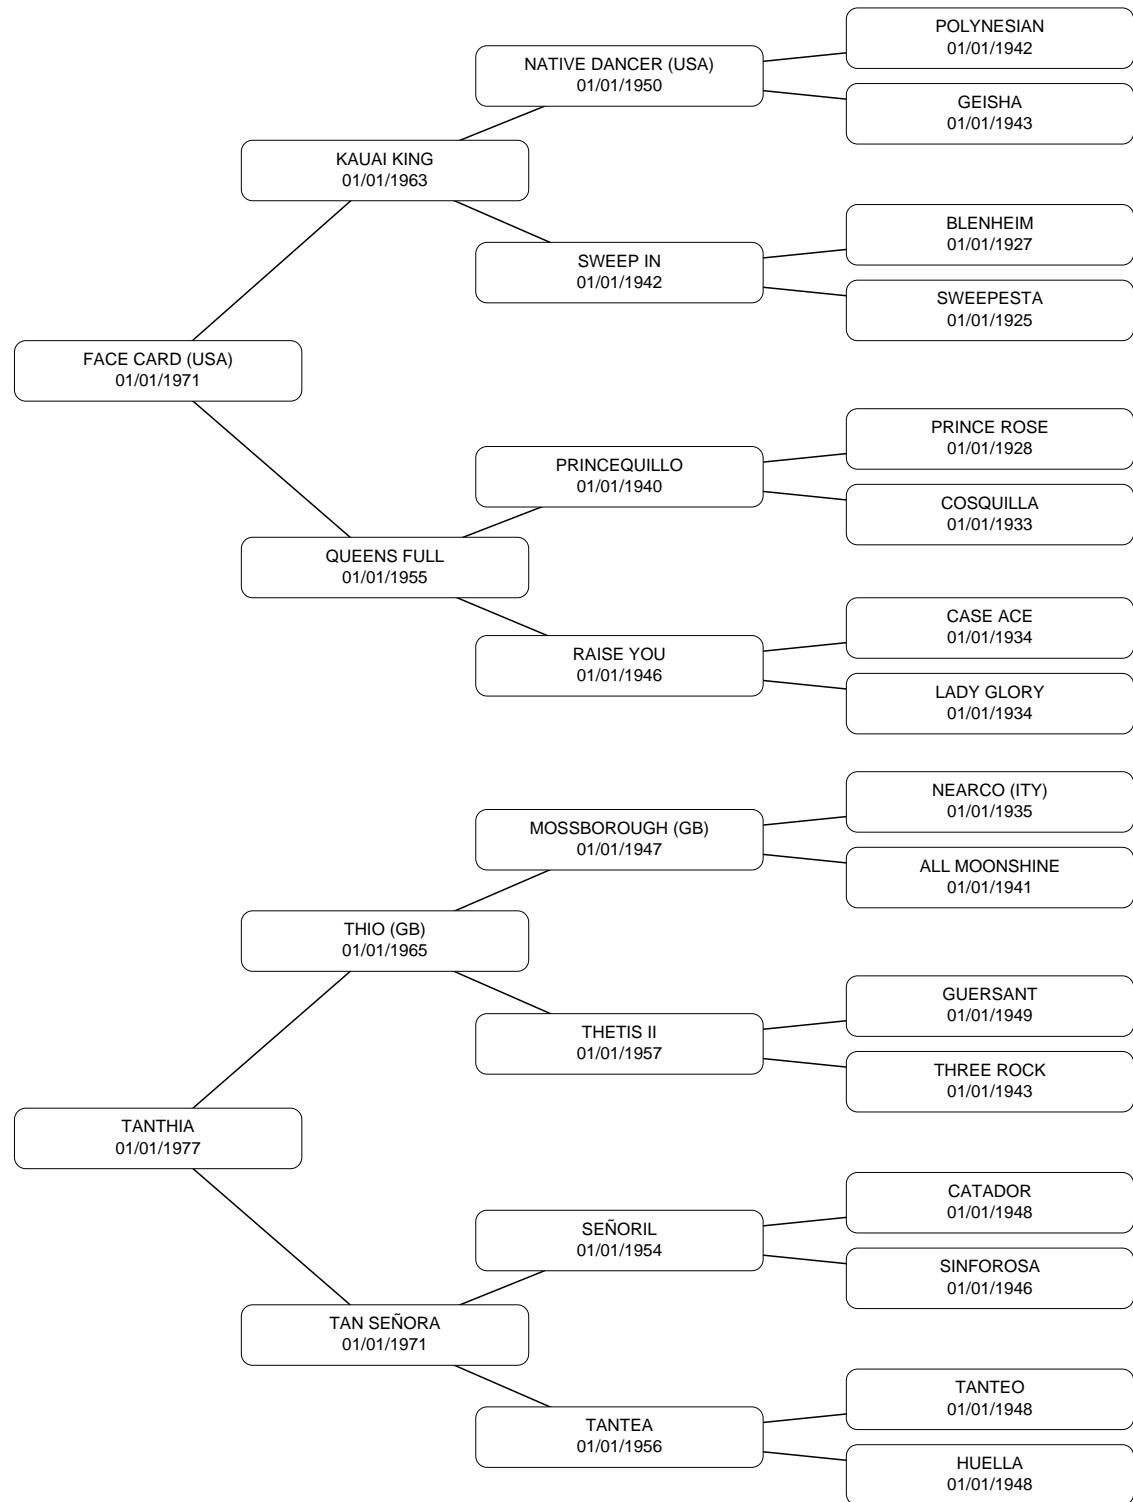 POLYNESIAN
01/01/1942
NATIVE DANCER (USA)
01/01/1950
GEISHA
01/01/1943
KAUAI KING
01/01/1963
BLENHEIM
01/01/1927
SWEEP IN
01/01/1942
SWEEPESTA
01/01/1925
FACE CARD (USA)
01/01/1971
PRINCE ROSE
01/01/1928
PRINCEQUILLO
01/01/1940
COSQUILLA
01/01/1933
QUEENS FULL
01/01/1955
CASE ACE
01/01/1934
RAISE YOU
01/01/1946
LADY GLORY
01/01/1934
NEARCO (ITY)
01/01/1935
MOSSBOROUGH (GB)
01/01/1947
ALL MOONSHINE
01/01/1941
THIO (GB)
01/01/1965
GUERSANT
01/01/1949
THETIS II
01/01/1957
THREE ROCK
01/01/1943
TANTHIA
01/01/1977
CATADOR
01/01/1948
SEÑORIL
01/01/1954
SINFOROSA
01/01/1946
TAN SEÑORA
01/01/1971
TANTEO
01/01/1948
TANTEA
01/01/1956
HUELLA
01/01/1948